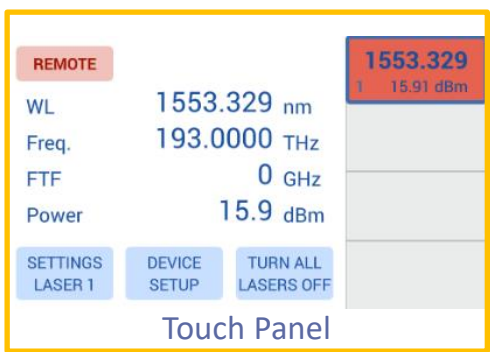 REMOTE
WL 1553.329 nm
Freq. 193.0000 THz
FTF 0 GHz
Power 15.9 dBm
SETTINGS LASER 1
DEVICE SETUP
TURN ALL LASERS OFF
1553.329
1 15.91 dBm
Touch Panel